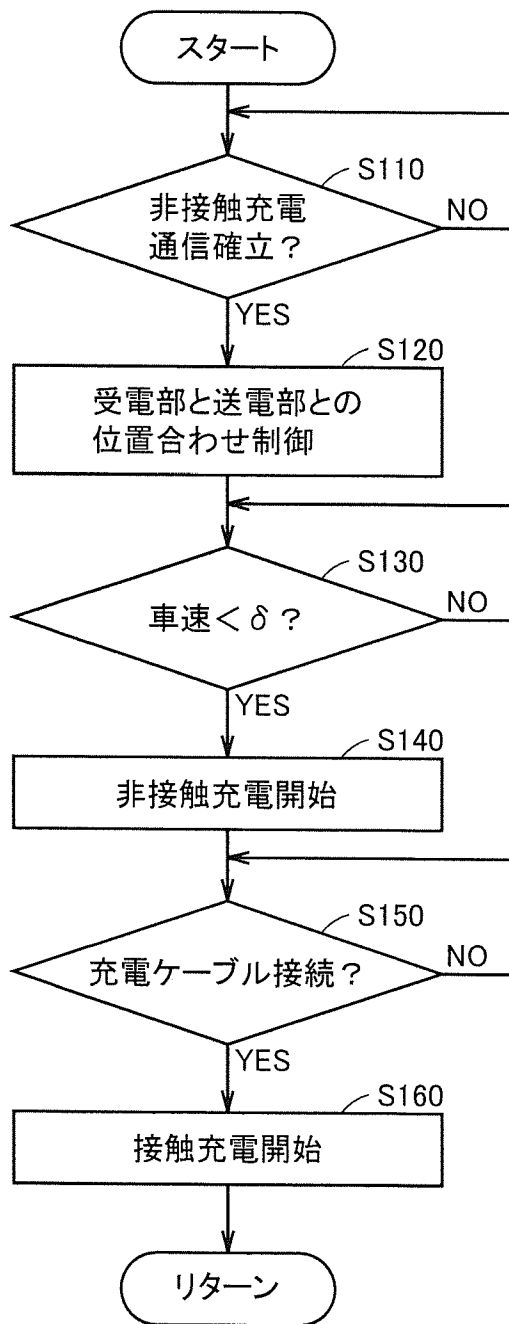 スタート
S110
非接触充電
通信確立？
NO
YES
S120
受電部と送電部との
位置合わせ制御
S130
車速＜δ？
NO
YES
S140
非接触充電開始
S150
充電ケーブル接続？
NO
YES
S160
接触充電開始
リターン